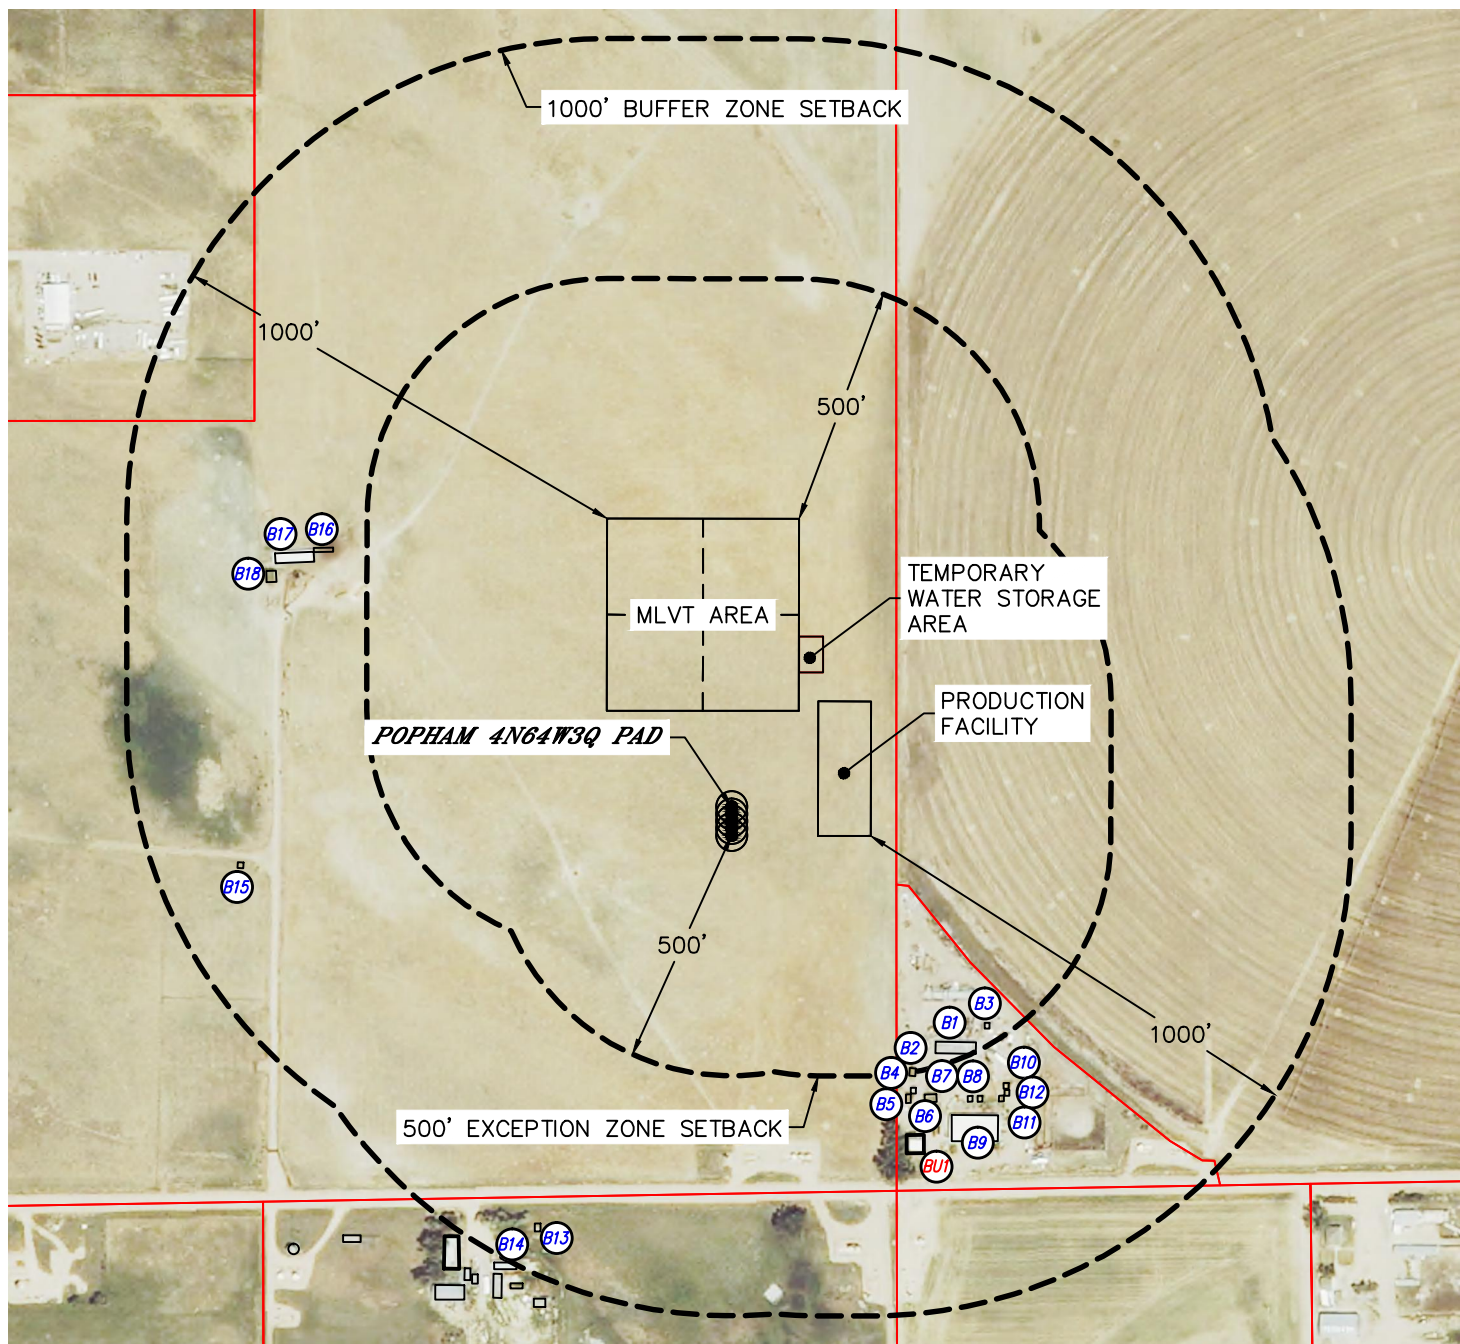 1000' BUFFER ZONE SETBACK
1000'
500'
B17
B16
B18
TEMPORARY
WATER STORAGE
AREA
MLVT AREA
PRODUCTION
FACILITY
POPHAM 4N64W3Q PAD
B15
500'
B3
B1
1000'
B2
B4
B7
B8
B10
B5
B12
B6
B11
500' EXCEPTION ZONE SETBACK
B9
BU1
B14
B13